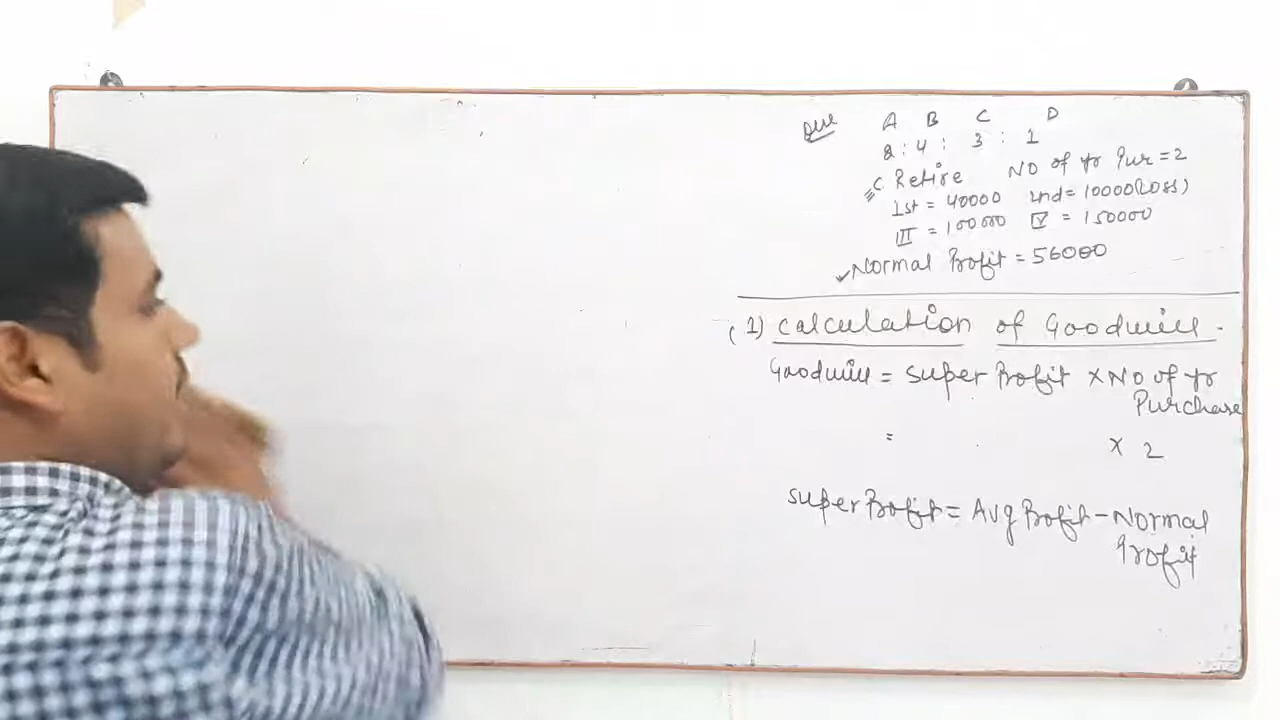 Que A B C D
2 : 4 : 3 : 1
C Retire No of yr Pur = 2
Ist = 40000 2nd = 10000 (Loss)
III = 100000 IV = 150000
Normal Profit = 56000
(1) Calculation of Goodwill.
Goodwill = Super Profit × No of yr
Purchase
= × 2
Super Profit = Avg Profit - Normal
Profit